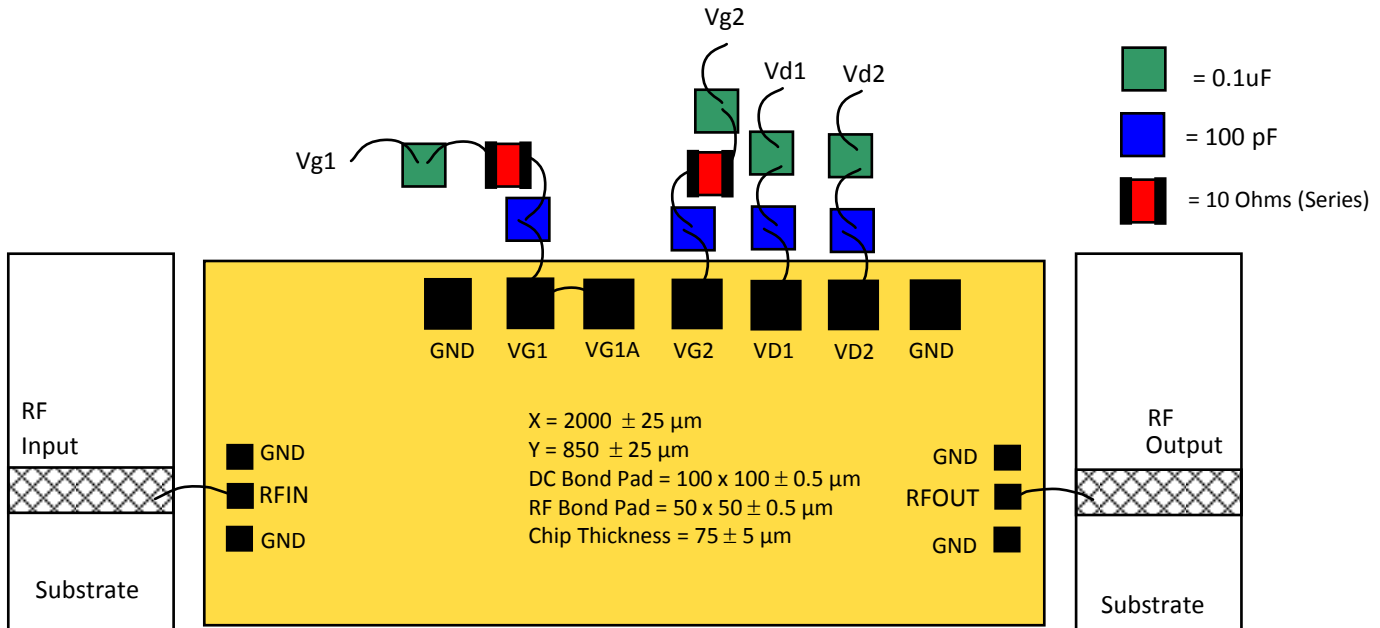 Vg2
Vd1
Vd2
= 0.1uF
Vg1
= 100 pF
= 10 Ohms (Series)
GND
VG1
VG1A
VG2
VD1
VD2
GND
RF
Input
X = 2000 ± 25 µm
Y = 850 ± 25 µm
DC Bond Pad = 100 x 100 ± 0.5 µm
RF Bond Pad = 50 x 50 ± 0.5 µm
Chip Thickness = 75 ± 5 µm
RF
Output
GND
RFIN
GND
GND
RFOUT
GND
Substrate
Substrate